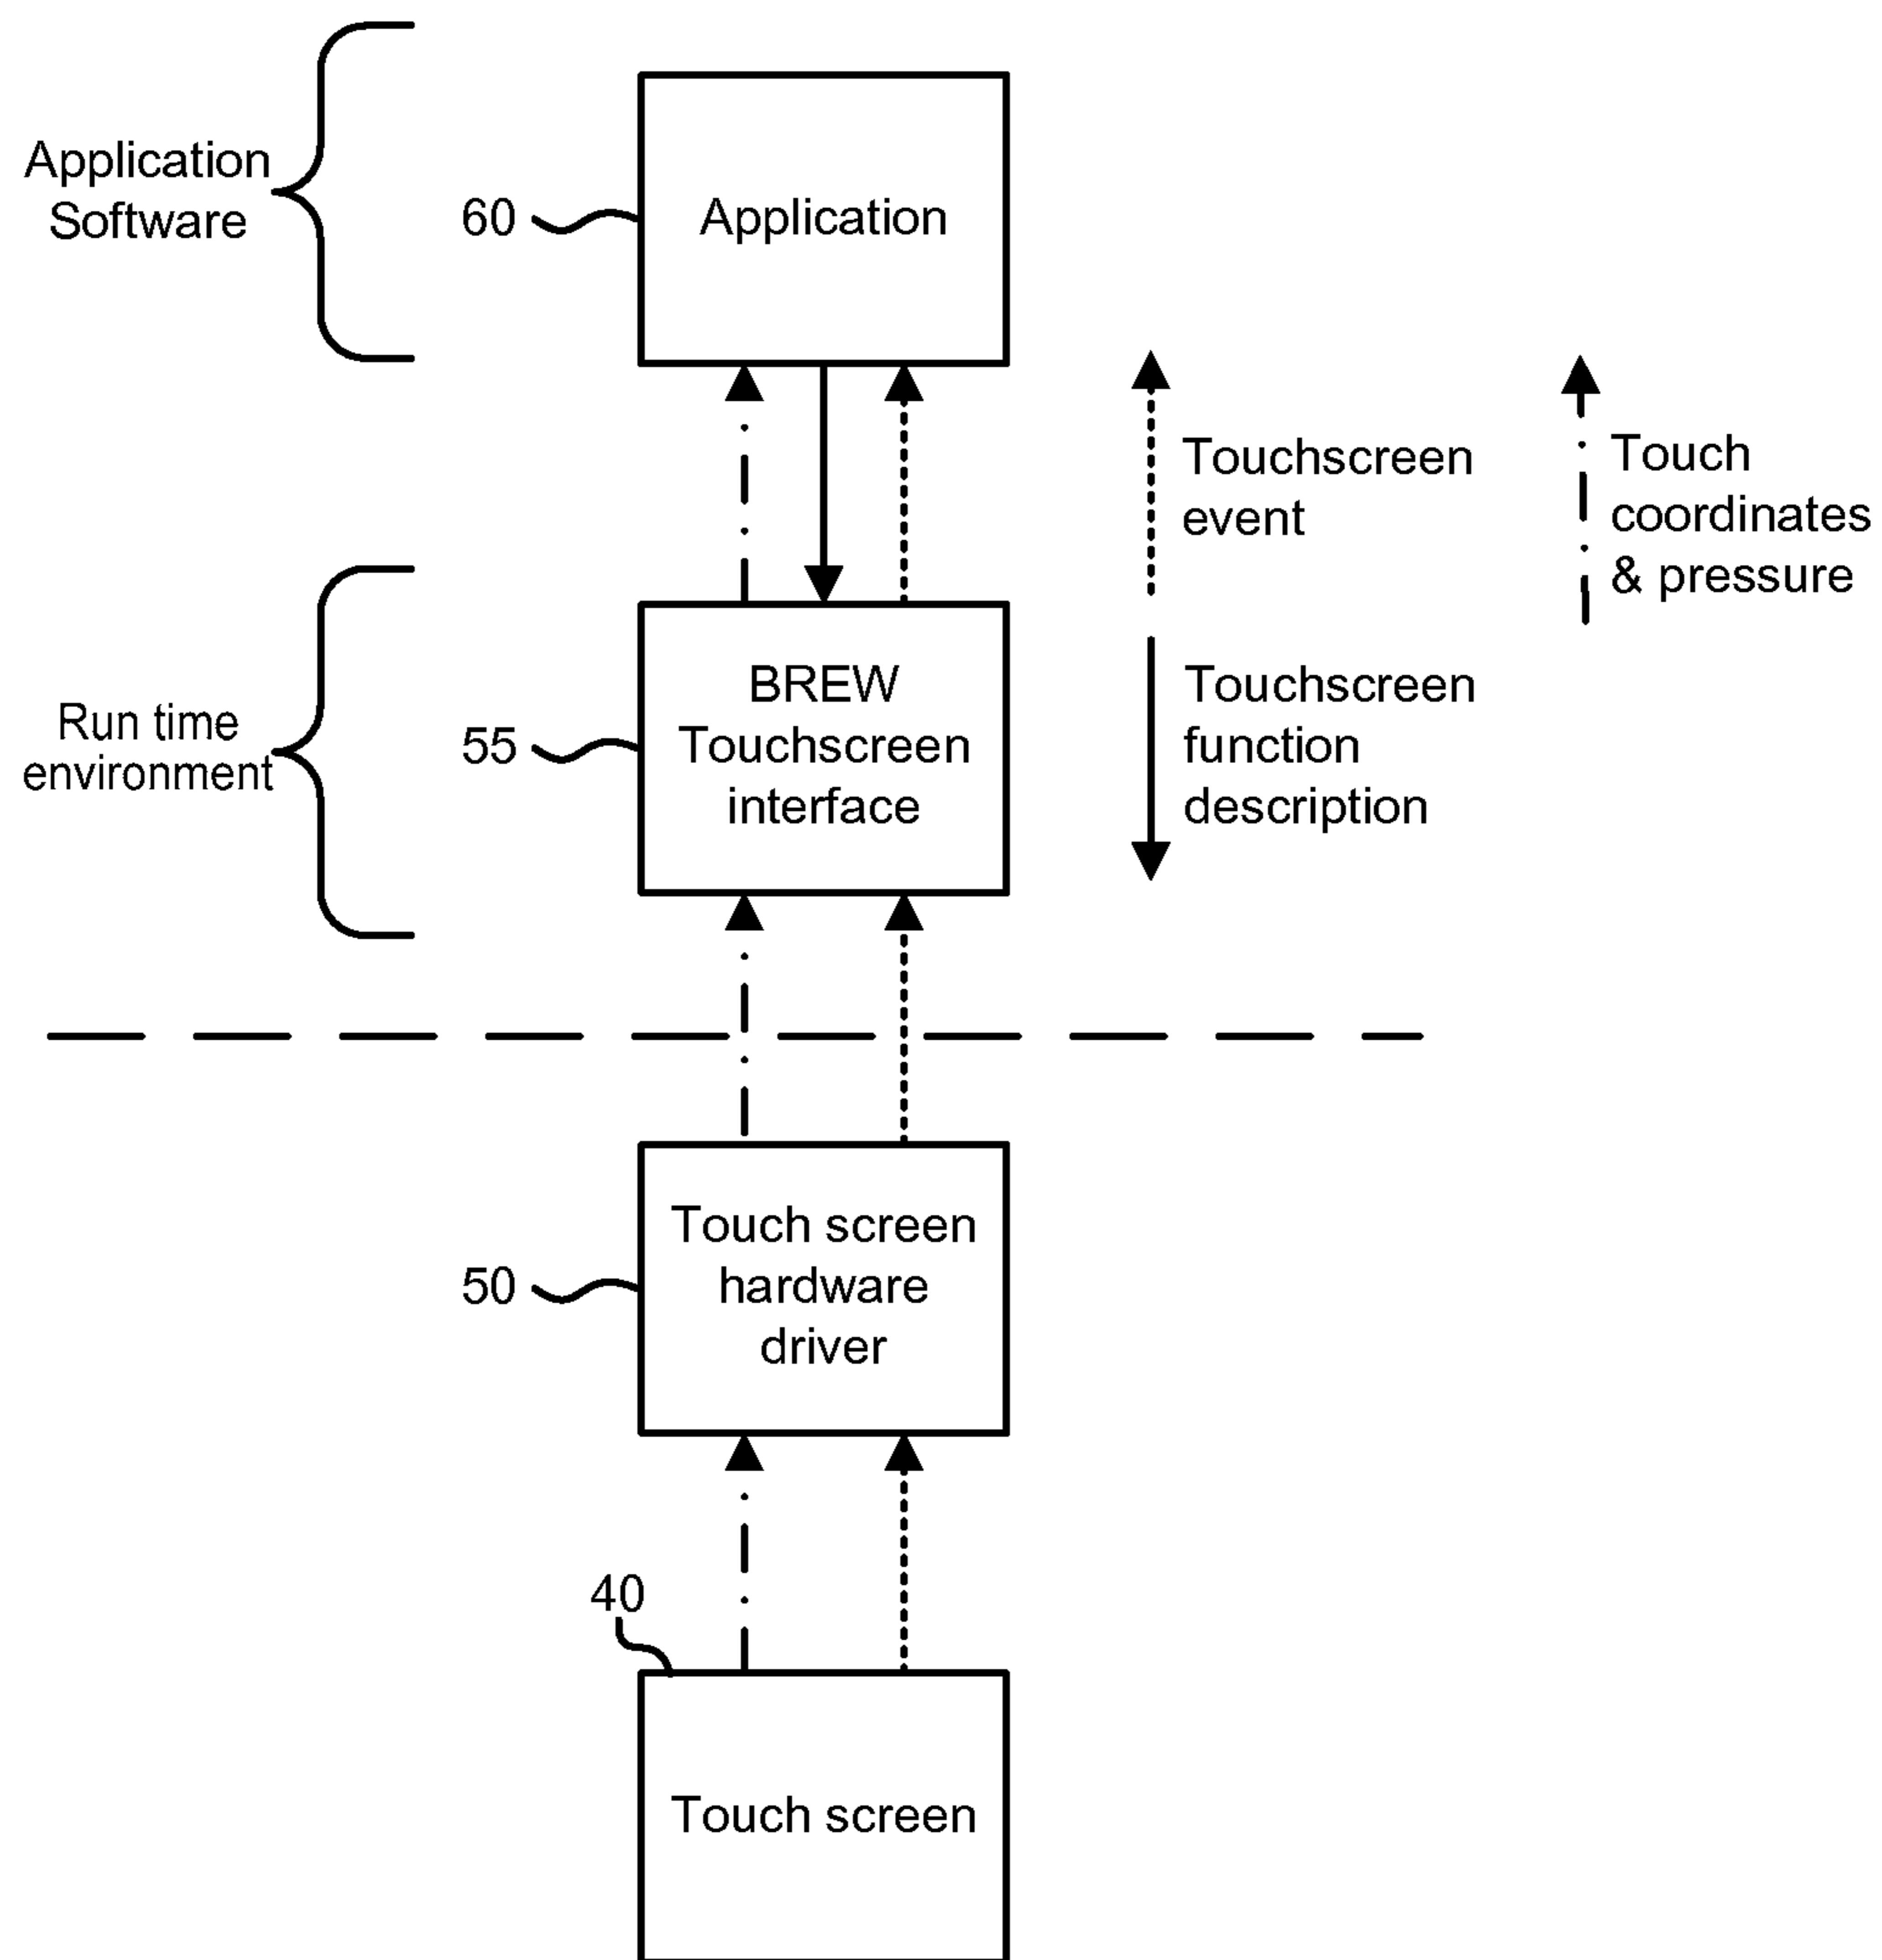 Application
Software
60
Application
Touchscreen
event
Touch
coordinates
& pressure
Run time
environment
55
BREW
Touchscreen
interface
Touchscreen
function
description
50
Touch screen
hardware
driver
40
Touch screen